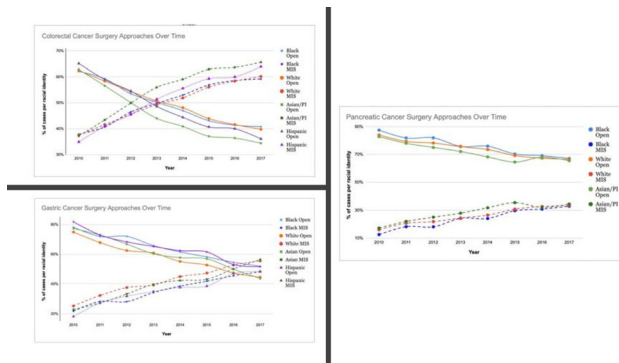 Colorectal Cancer Surgery Approaches Over Time
% of cases per racial identity
70%
60%
50%
40%
30%
2010 2011 2012 2013 2014 2015 2016 2017
Year
Black
Open
Black
MIS
White
Open
White
MIS
Asian/PI
Open
Asian/PI
MIS
Hispanic
Open
Hispanic
MIS
Gastric Cancer Surgery Approaches Over Time
% of cases per racial identity
2010 2011 2012 2013 2014 2015 2016 2017
Year
Black Open
Black MIS
White Open
White MIS
Asian Open
Asian MIS
Hispanic
Open
Hispanic
MIS
Pancreatic Cancer Surgery Approaches Over Time
% of cases per racial identity
90%
70%
50%
30%
10%
2010 2011 2012 2013 2014 2015 2016 2017
Year
Black
Open
Black
MIS
White
Open
White
MIS
Asian/PI
Open
Asian/PI
MIS